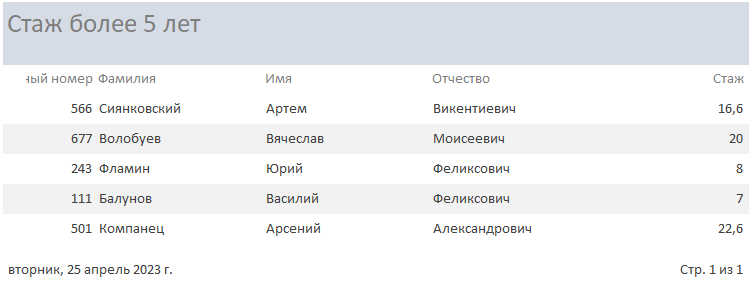 Стаж более 5 лет
ный номер Фамилия Имя Отчество Стаж
566 Сиянковский Артем Викентиевич 16,6
677 Волобуев Вячеслав Моисеевич 20
243 Фламин Юрий Феликсович 8
111 Балунов Василий Феликсович 7
501 Компанец Арсений Александрович 22,6
вторник, 25 апрель 2023 г. Стр. 1 из 1